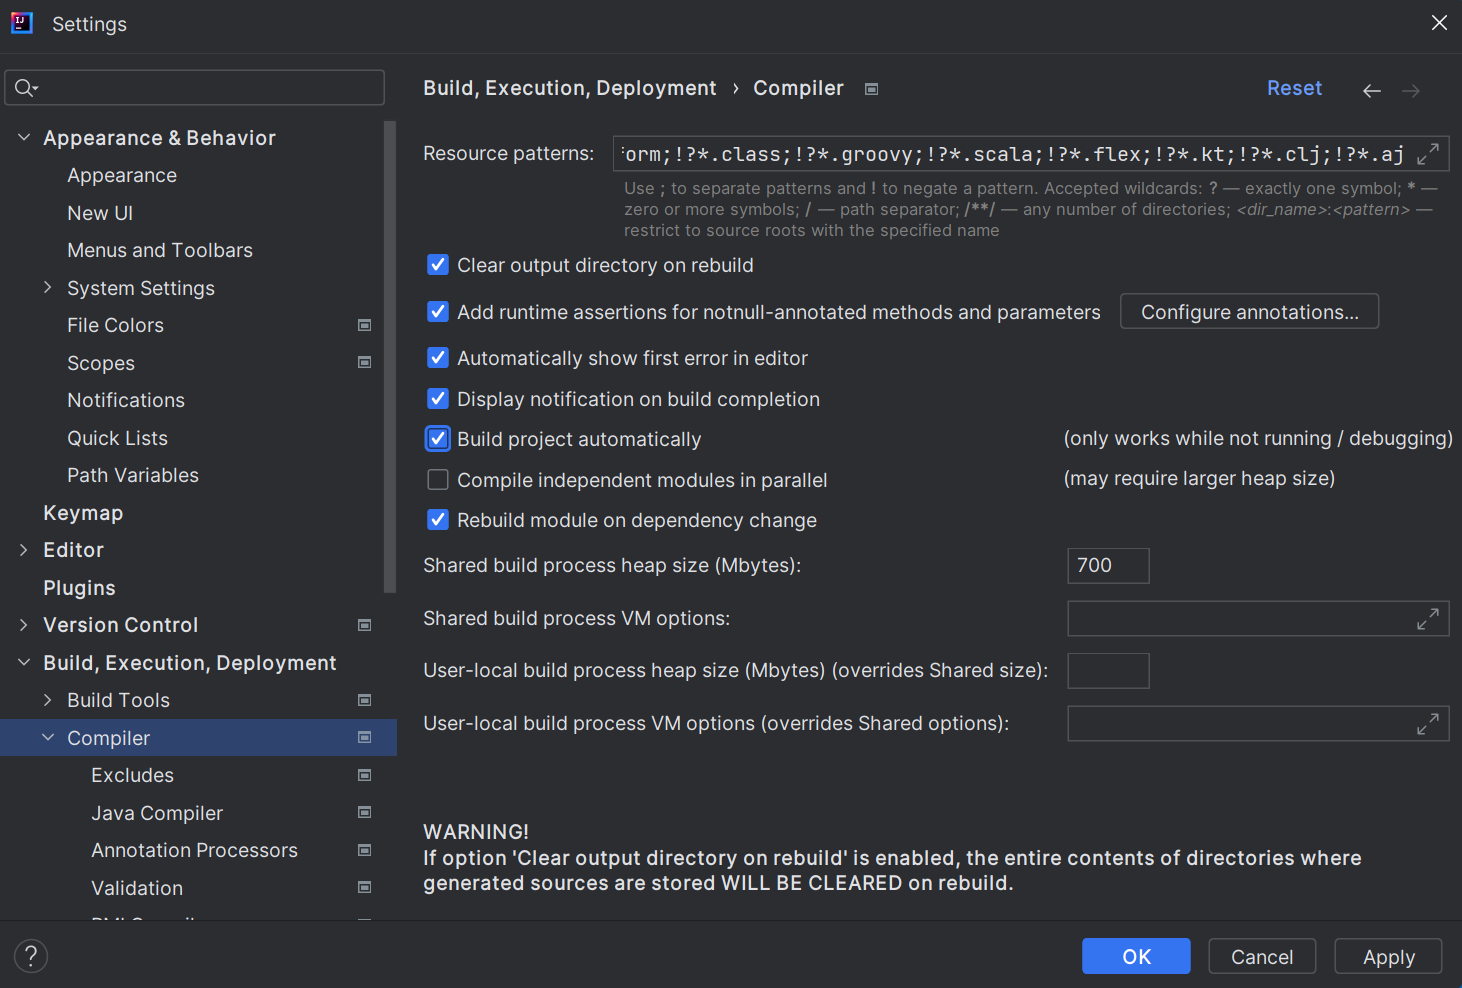 Settings
Appearance & Behavior
Appearance
New UI
Menus and Toolbars
System Settings
File Colors
Scopes
Notifications
Quick Lists
Path Variables
Keymap
Editor
Plugins
Version Control
Build, Execution, Deployment
Build Tools
Compiler
Excludes
Java Compiler
Annotation Processors
Validation
Build, Execution, Deployment › Compiler
Reset
Resource patterns: orm;!?*.class;!?*.groovy;!?*.scala;!?*.flex;!?*.kt;!?*.clj;!?*.aj
Use ; to separate patterns and ! to negate a pattern. Accepted wildcards: ? — exactly one symbol; * —
zero or more symbols; / — path separator; /**/ — any number of directories; <dir_name>:<pattern> —
restrict to source roots with the specified name
Clear output directory on rebuild
Add runtime assertions for notnull-annotated methods and parameters Configure annotations...
Automatically show first error in editor
Display notification on build completion
Build project automatically (only works while not running / debugging)
Compile independent modules in parallel (may require larger heap size)
Rebuild module on dependency change
Shared build process heap size (Mbytes): 700
Shared build process VM options:
User-local build process heap size (Mbytes) (overrides Shared size):
User-local build process VM options (overrides Shared options):
WARNING!
If option 'Clear output directory on rebuild' is enabled, the entire contents of directories where
generated sources are stored WILL BE CLEARED on rebuild.
?
OK Cancel Apply